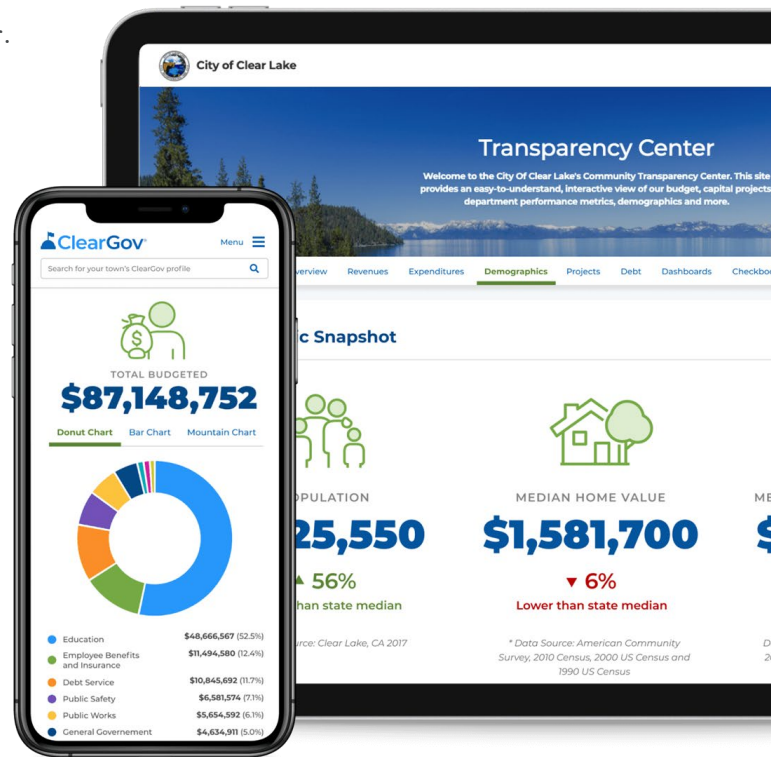 City of Clear Lake
Transparency Center
Welcome to the City Of Clear Lake's Community Transparency Center. This site
provides an easy-to-understand, interactive view of our budget, capital projects
department performance metrics, demographics and more.
Revenues Expenditures Demographics Projects Debt Dashboards
Snapshot
MEDIAN HOME VALUE
25,550
$1,581,700
56%
6%
than state median
Lower than state median
Clear Lake, CA 2017
* Data Source: American Community
Survey, 2010 Census, 2000 US Census and
1990 US Census
ClearGov
Menu
Search for your town's ClearGov profile
$
TOTAL BUDGETED
$87,148,752
Donut Chart Bar Chart Mountain Chart
Education $48,666,567 (52.5%)
Employee Benefits $11,494,580 (12.4%)
and Insurance
Debt Service $10,845,692 (11.7%)
Public Safety $6,581,574 (7.1%)
Public Works $5,654,592 (6.1%)
General Governement $4,634,911 (5.0%)